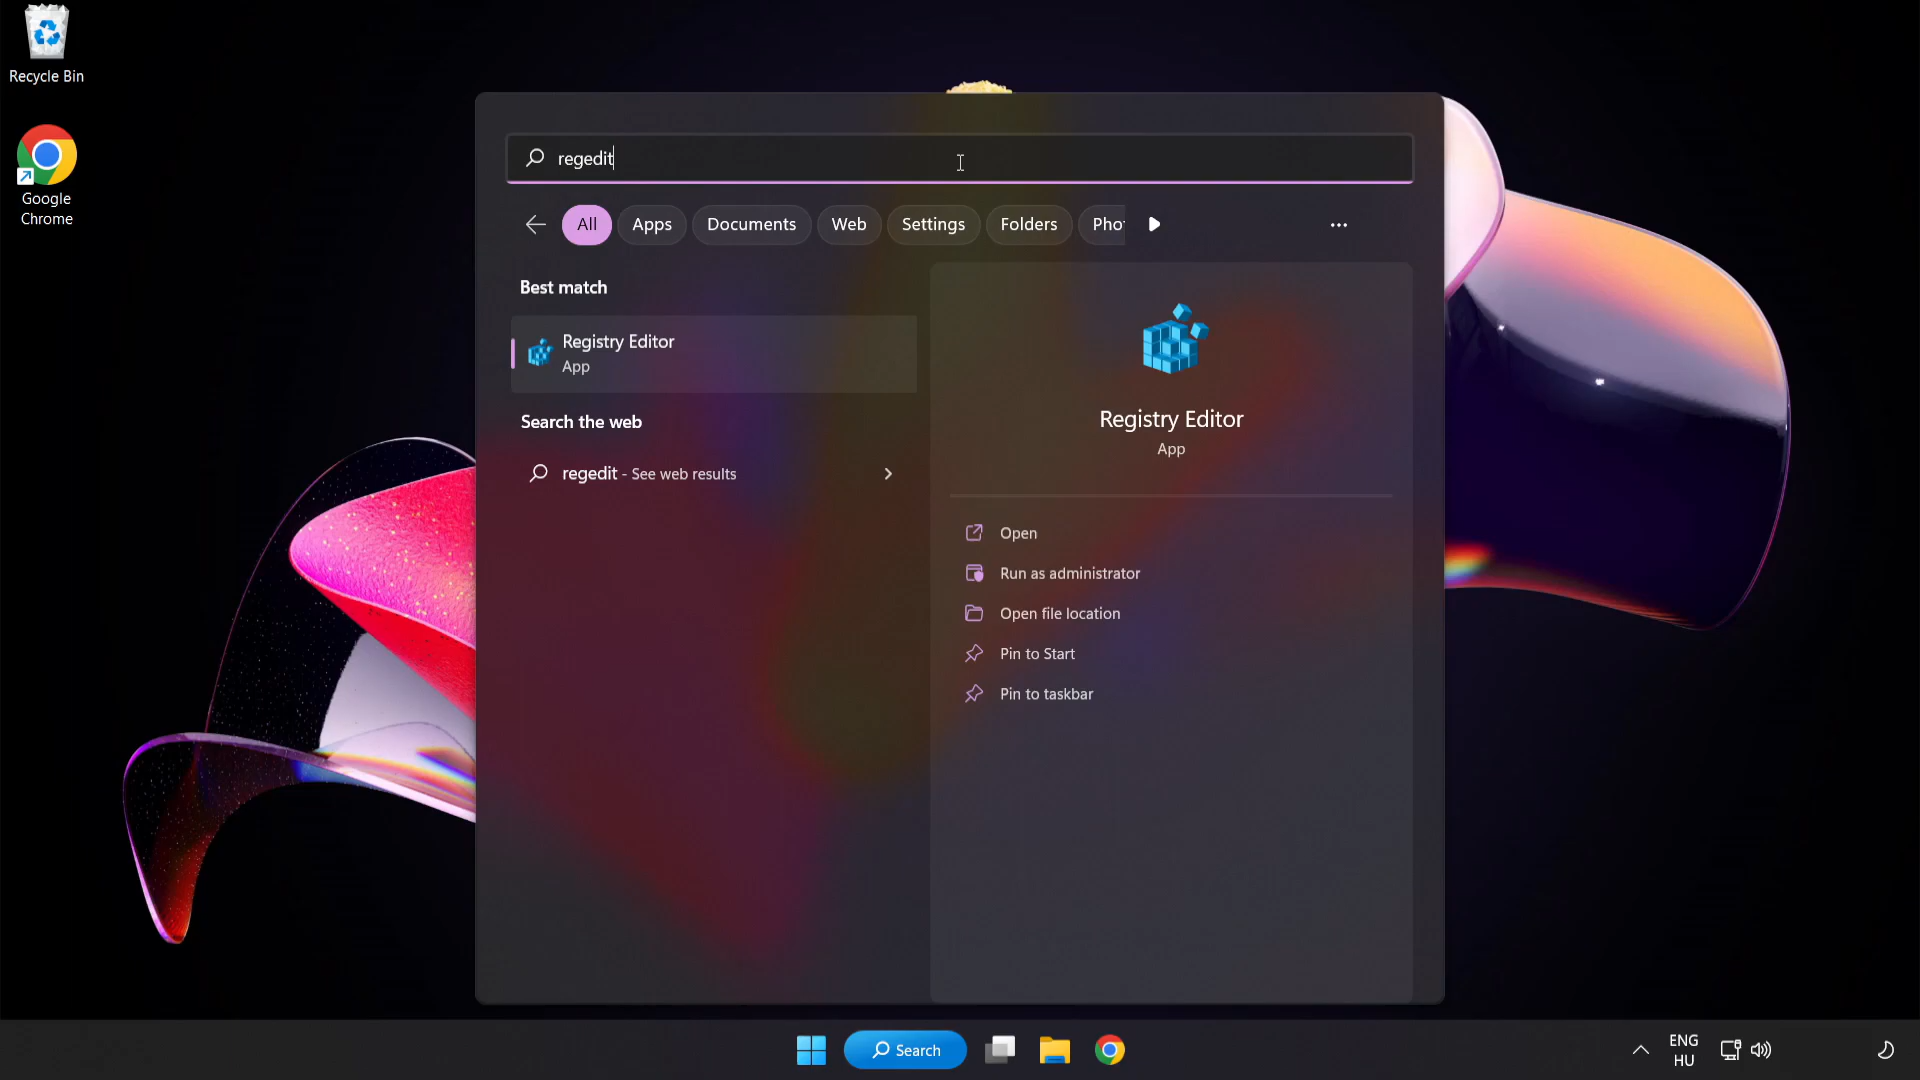 Recycle Bin
Google
Chrome
regedit
All
Apps
Documents
Web
Settings
Folders
Phot
Best match
Registry Editor
App
Search the web
regedit - See web results
Registry Editor
App
Open
Run as administrator
Open file location
Pin to Start
Pin to taskbar
Search
ENG
HU